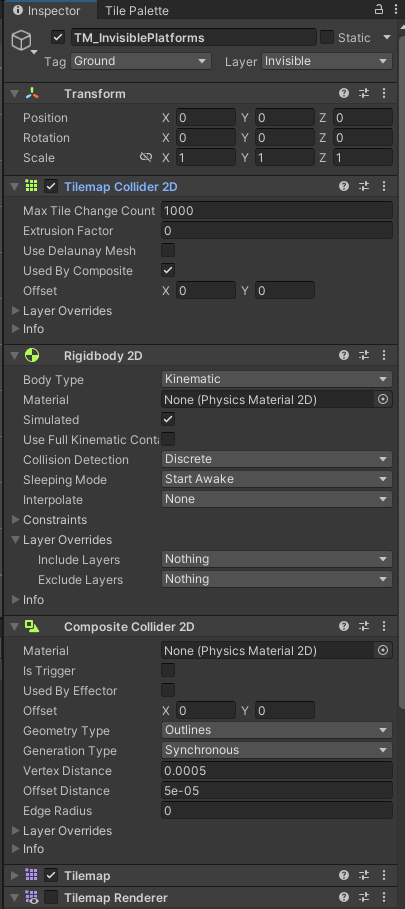 Inspector Tile Palette
TM_InvisiblePlatforms Static
Tag Ground Layer Invisible
Transform
Position X 0 Y 0 Z 0
Rotation X 0 Y 0 Z 0
Scale X 1 Y 1 Z 1
Tilemap Collider 2D
Max Tile Change Count 1000
Extrusion Factor 0
Use Delaunay Mesh
Used By Composite
Offset X 0 Y 0
Layer Overrides
Info
Rigidbody 2D
Body Type Kinematic
Material None (Physics Material 2D)
Simulated
Use Full Kinematic Conta
Collision Detection Discrete
Sleeping Mode Start Awake
Interpolate None
Constraints
Layer Overrides
Include Layers Nothing
Exclude Layers Nothing
Info
Composite Collider 2D
Material None (Physics Material 2D)
Is Trigger
Used By Effector
Offset X 0 Y 0
Geometry Type Outlines
Generation Type Synchronous
Vertex Distance 0.0005
Offset Distance 5e-05
Edge Radius 0
Layer Overrides
Info
Tilemap
Tilemap Renderer